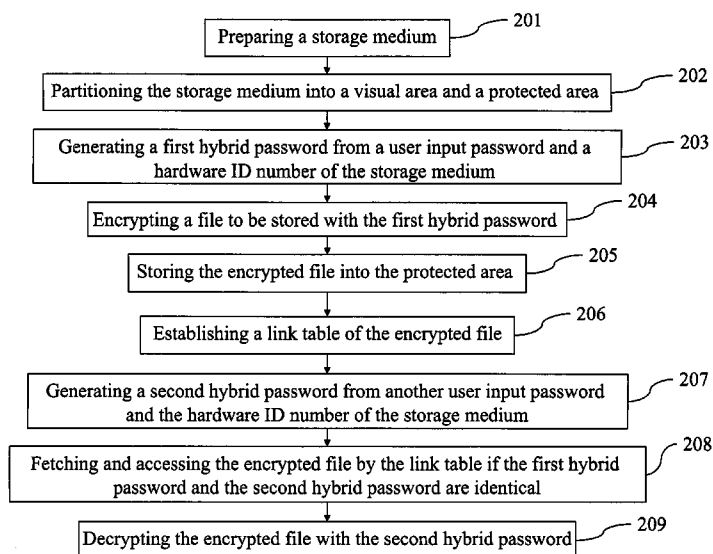 Preparing a storage medium
201
Partitioning the storage medium into a visual area and a protected area
202
Generating a first hybrid password from a user input password and a
hardware ID number of the storage medium
203
Encrypting a file to be stored with the first hybrid password
204
Storing the encrypted file into the protected area
205
Establishing a link table of the encrypted file
206
Generating a second hybrid password from another user input password
and the hardware ID number of the storage medium
207
Fetching and accessing the encrypted file by the link table if the first hybrid
password and the second hybrid password are identical
208
Decrypting the encrypted file with the second hybrid password
209